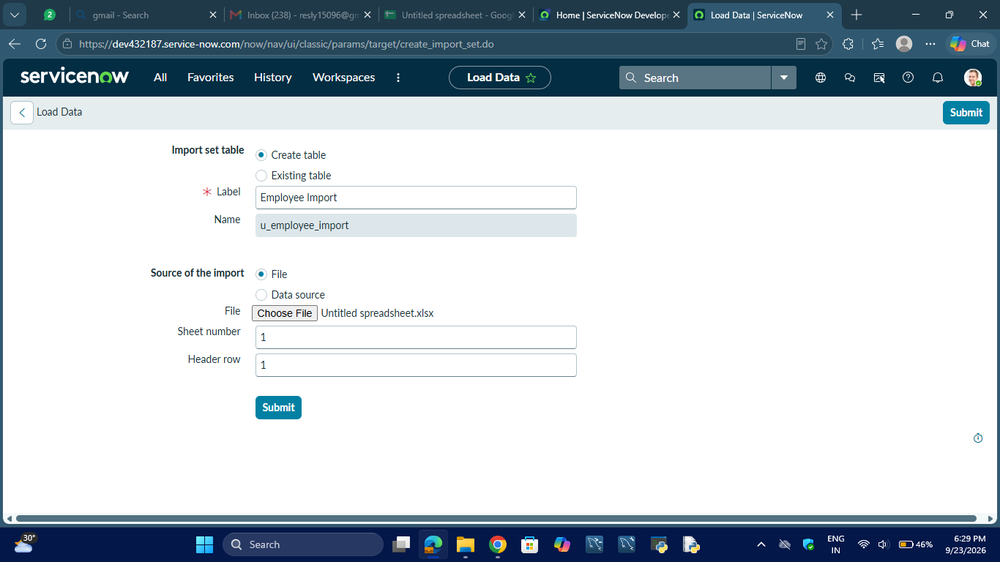 2
gmail - Search
Inbox (238) - resly15096@gm
Untitled spreadsheet - Goog
Home | ServiceNow Develope
Load Data | ServiceNow
https://dev432187.service-now.com/now/nav/ui/classic/params/target/create_import_set.do
Chat
servicenow
All
Favorites
History
Workspaces
Load Data
Search
Load Data
Submit
Import set table
Create table
Existing table
Label
Employee Import
Name
u_employee_import
Source of the import
File
Data source
File
Choose File Untitled spreadsheet.xlsx
Sheet number
1
Header row
1
Submit
30°
Search
ENG
IN
46%
6:29 PM
9/23/2026